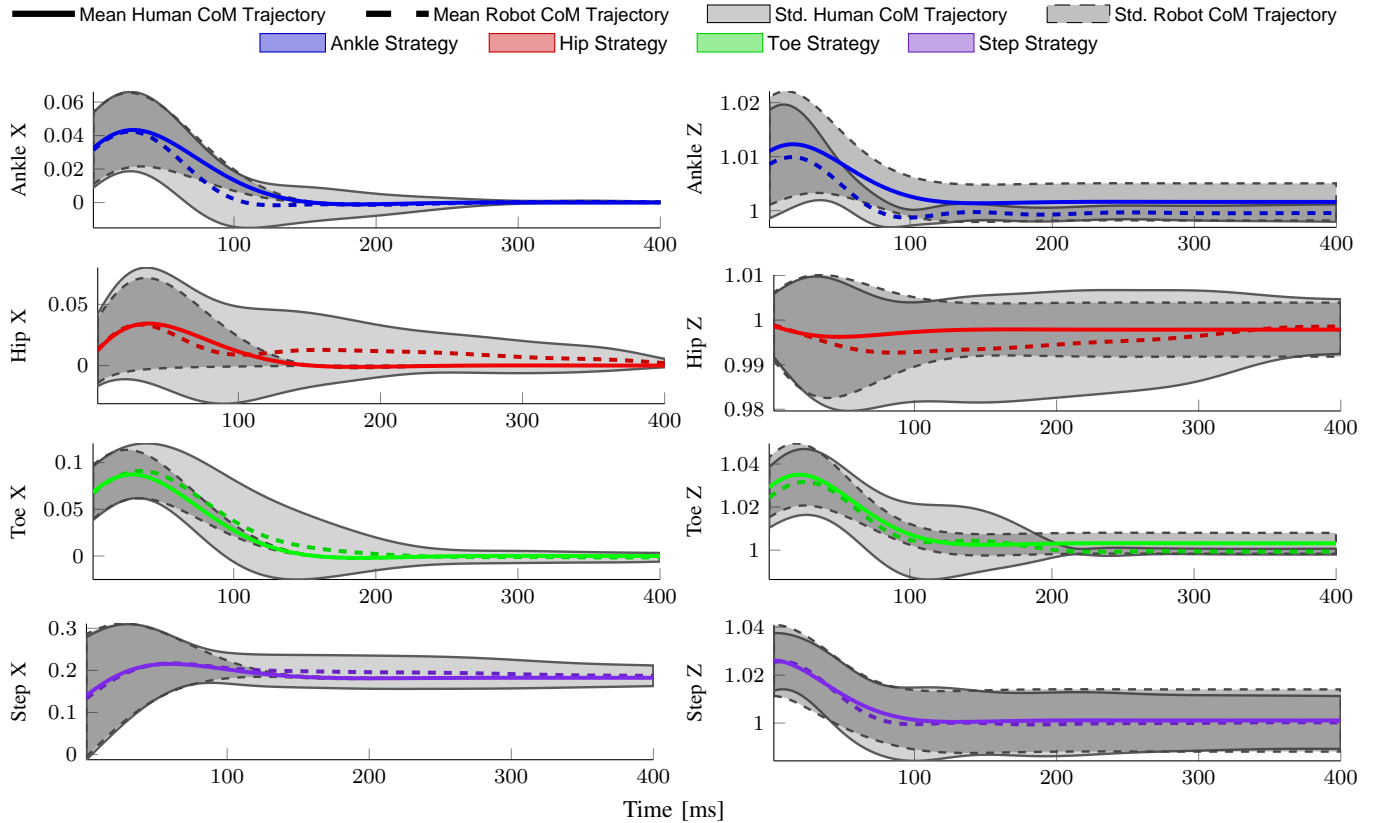 Mean Human CoM Trajectory Mean Robot CoM Trajectory Std. Human CoM Trajectory Std. Robot CoM Trajectory
Ankle Strategy Hip Strategy Toe Strategy Step Strategy
Ankle X
0.06
0.04
0.02
0
100 200 300 400
Ankle Z
1.02
1.01
1
100 200 300 400
Hip X
0.05
0
100 200 300 400
Hip Z
1.01
1
0.99
0.98
100 200 300 400
Toe X
0.1
0.05
0
100 200 300 400
Toe Z
1.04
1.02
1
100 200 300 400
Step X
0.3
0.2
0.1
0
100 200 300 400
Step Z
1.04
1.02
1
100 200 300 400
Time [ms]